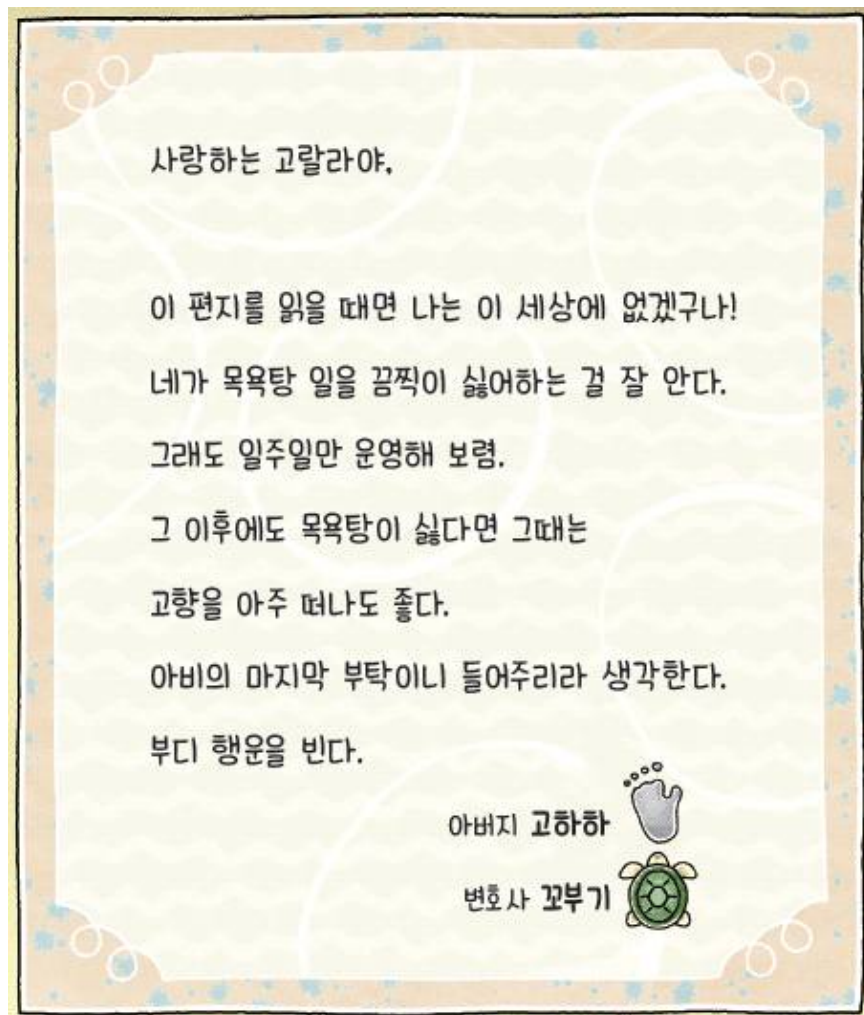 사랑하는 고랄라야,
이 편지를 읽을 때면 나는 이 세상에 없겠구나!
네가 목욕탕 일을 끔찍이 싫어하는 걸 잘 안다.
그래도 일주일만 운영해 보렴.
그 이후에도 목욕탕이 싫다면 그때는
고향을 아주 떠나도 좋다.
아비의 마지막 부탁이니 들어주리라 생각한다.
부디 행운을 빈다.
아버지 고하하
변호사 꼬부기